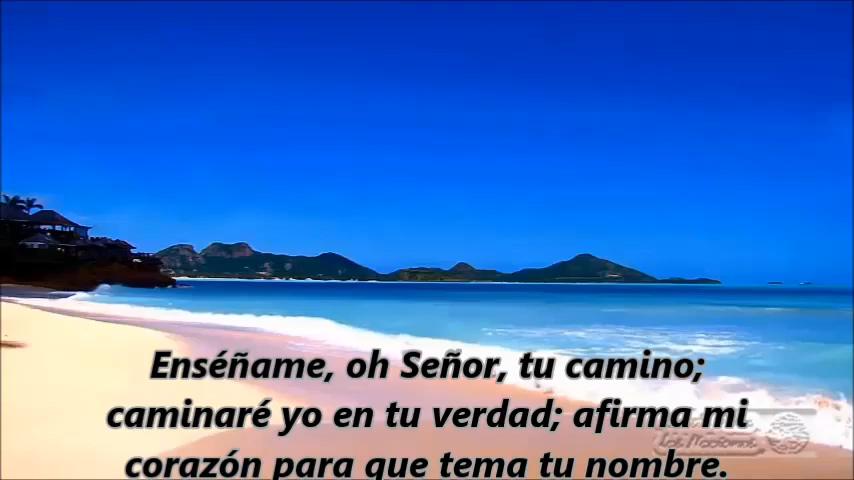 Enséñame, oh Señor, tu camino;
caminaré yo en tu verdad; afirma mi
corazón para que tema tu nombre.